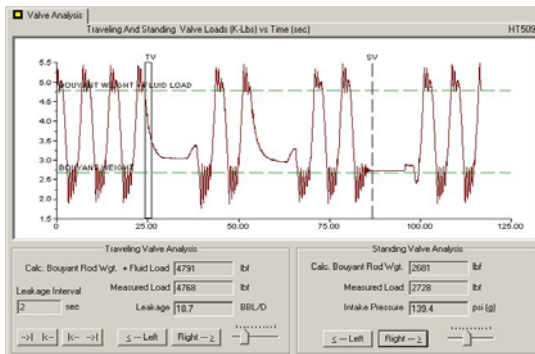 Valve Analysis
Traveling And Standing Valve Loads (K-Lbs) vs Time (sec) HT509
TV SV
5.5
BOUYANT WEIGHT + FLUID LOAD
5.0
4.5
4.0
3.5
3.0
BOUYANT WEIGHT
2.5
2.0
1.5
0 25.00 50.00 75.00 100.00 125.00
Traveling Valve Analysis
Calc. Bouyant Rod Wgt. + Fluid Load 4791 lbf
Leakage Interval
Measured Load 4768 lbf
2 sec
Leakage 18.7 BBL/D
-->| |<-- |<-- -->| < --- Left Right --- >
Standing Valve Analysis
Calc. Bouyant Rod Wgt. 2681 lbf
Measured Load 2728 lbf
Intake Pressure 139.4 psi (g)
< --- Left Right --- >